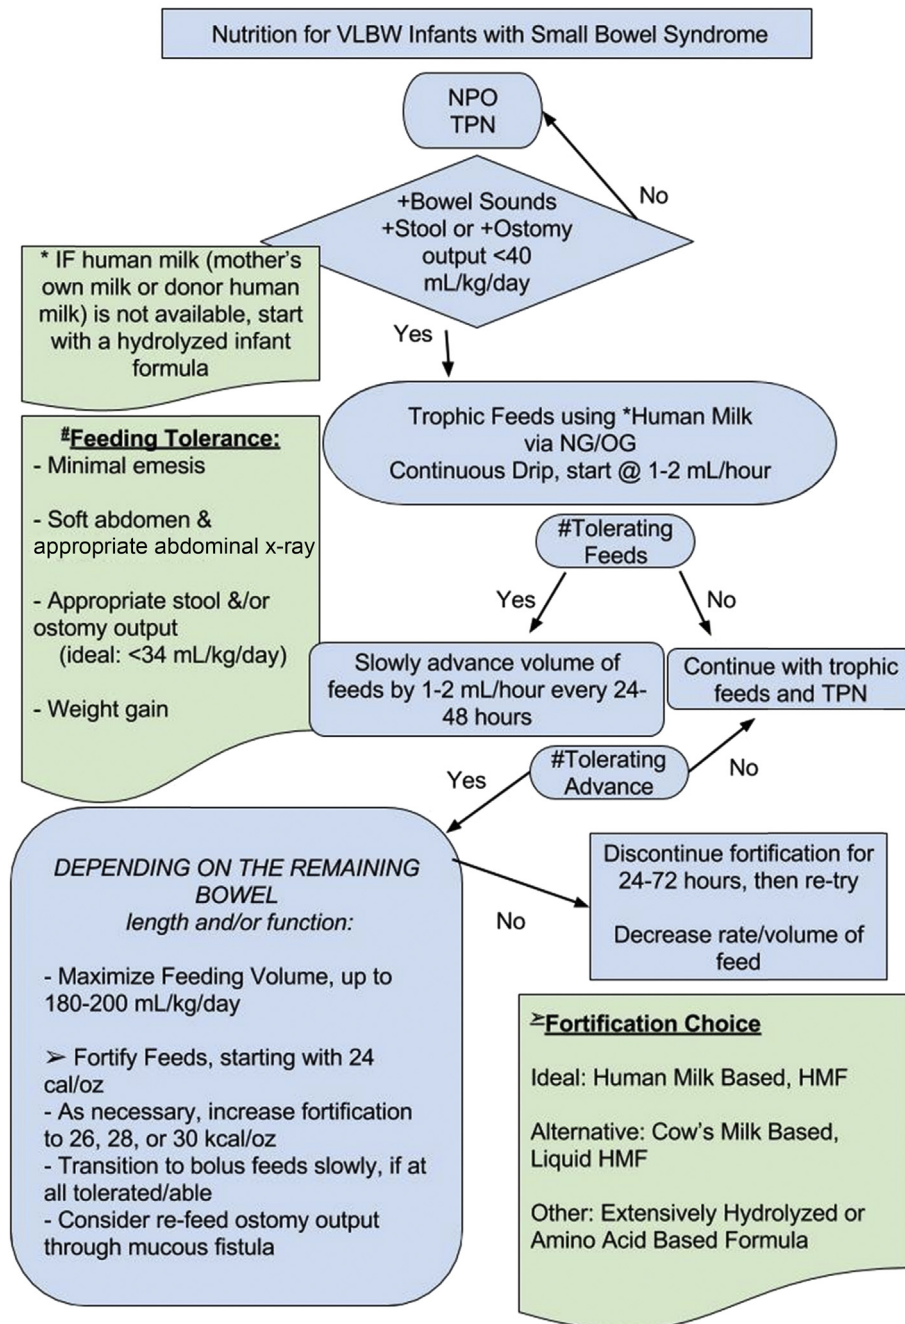 Nutrition for VLBW Infants with Small Bowel Syndrome
NPO
TPN
No
+Bowel Sounds
+Stool or +Ostomy
output <40
mL/kg/day
* IF human milk (mother's
own milk or donor human
milk) is not available, start
with a hydrolyzed infant
formula
Yes
Trophic Feeds using *Human Milk
via NG/OG
Continuous Drip, start @ 1-2 mL/hour
#Feeding Tolerance:
- Minimal emesis
- Soft abdomen &
appropriate abdominal x-ray
- Appropriate stool &/or
ostomy output
(ideal: <34 mL/kg/day)
- Weight gain
#Tolerating
Feeds
Yes
No
Slowly advance volume of
feeds by 1-2 mL/hour every 24-
48 hours
Continue with trophic
feeds and TPN
#Tolerating
Advance
Yes
No
DEPENDING ON THE REMAINING
BOWEL
length and/or function:
- Maximize Feeding Volume, up to
180-200 mL/kg/day
➢ Fortify Feeds, starting with 24
cal/oz
- As necessary, increase fortification
to 26, 28, or 30 kcal/oz
- Transition to bolus feeds slowly, if at
all tolerated/able
- Consider re-feed ostomy output
through mucous fistula
No
Discontinue fortification for
24-72 hours, then re-try
Decrease rate/volume of
feed
➢Fortification Choice
Ideal: Human Milk Based, HMF
Alternative: Cow's Milk Based,
Liquid HMF
Other: Extensively Hydrolyzed or
Amino Acid Based Formula